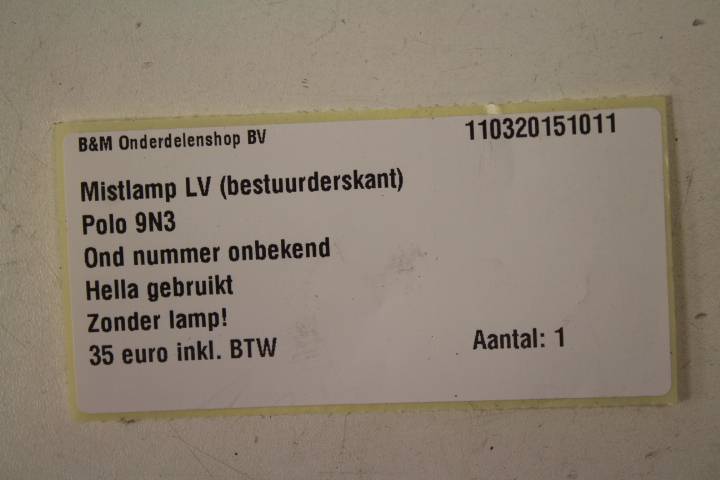 B&M Onderdelenshop BV 110320151011
Mistlamp LV (bestuurderskant)
Polo 9N3
Ond nummer onbekend
Hella gebruikt
Zonder lamp!
35 euro inkl. BTW Aantal: 1